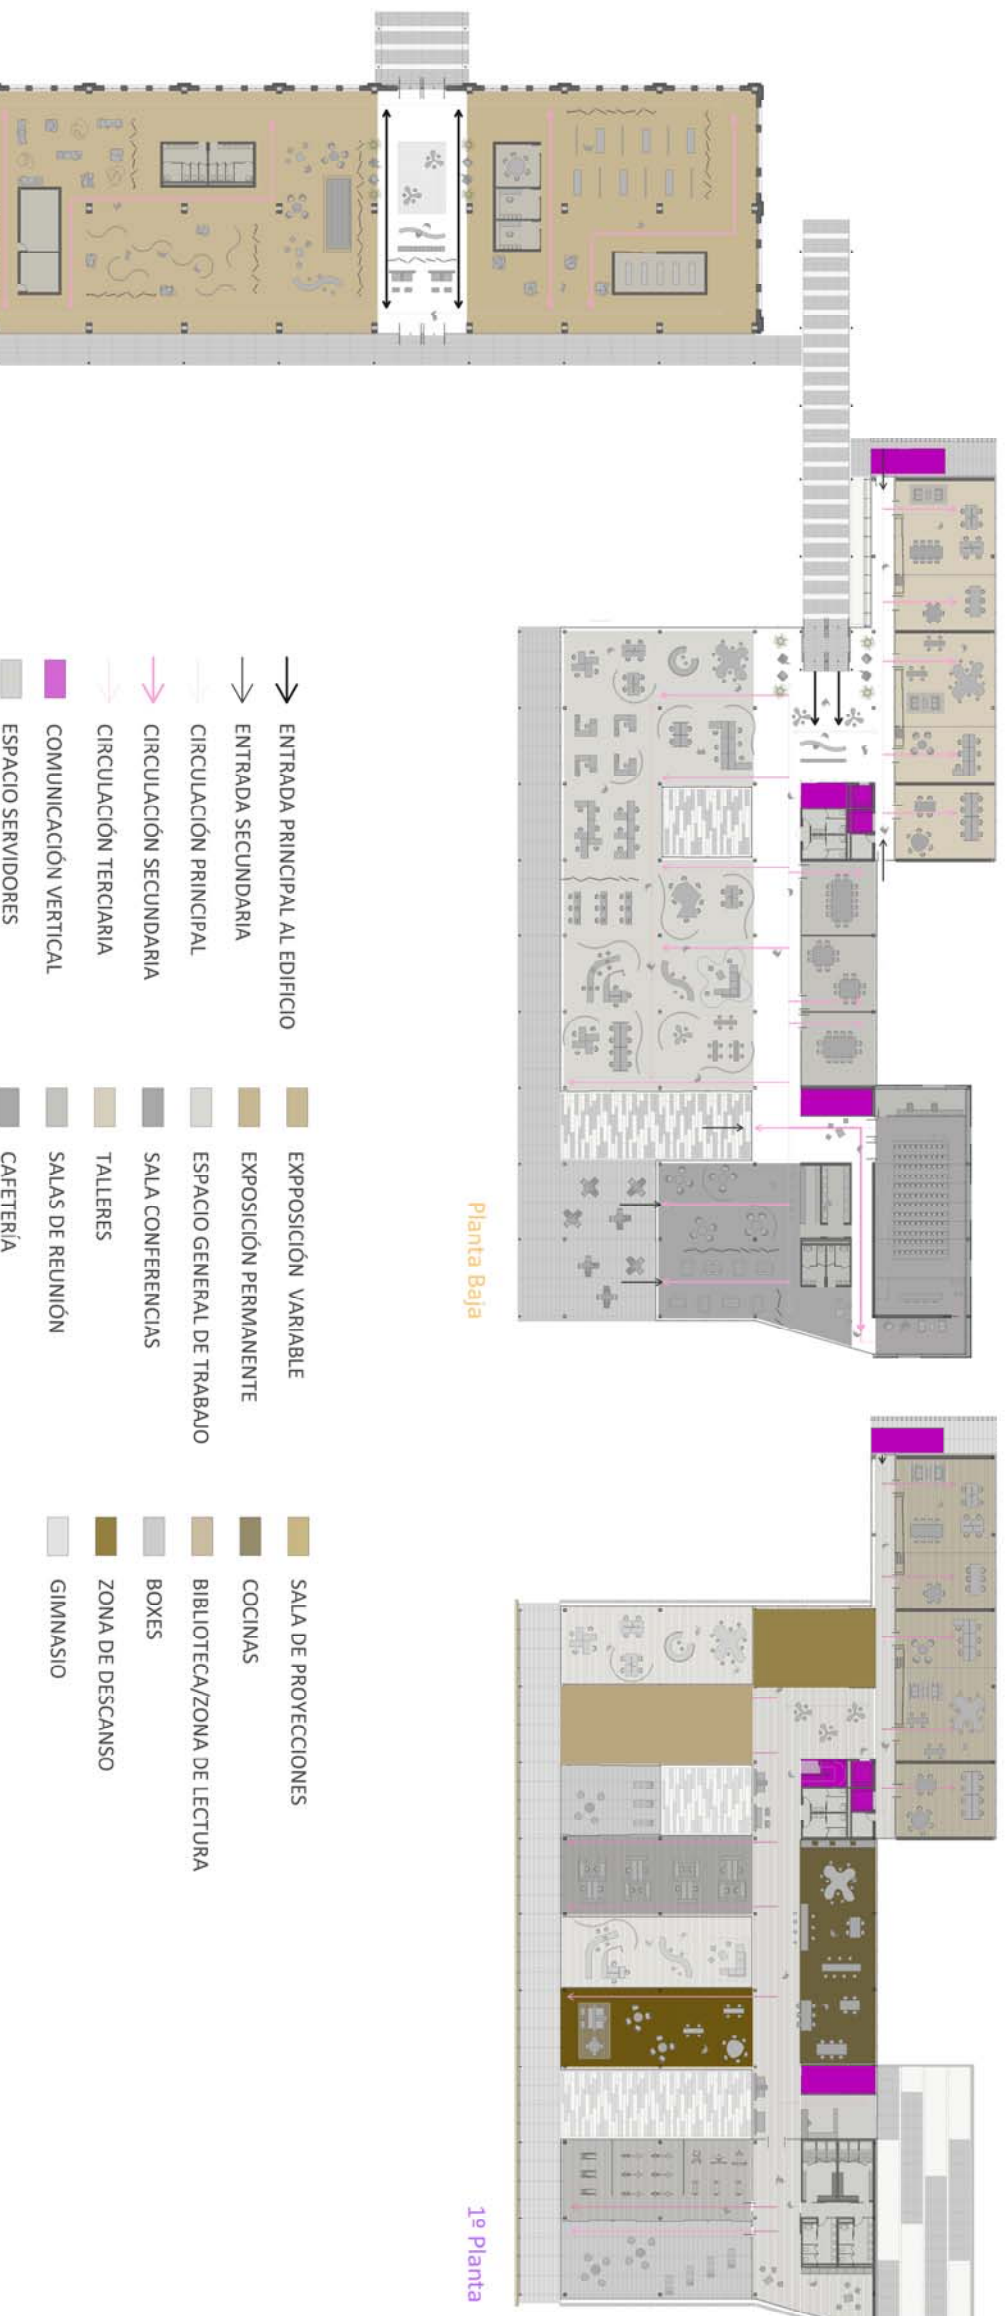 Planta Baja
1º Planta
ENTRADA PRINCIPAL AL EDIFICIO
ENTRADA SECUNDARIA
CIRCULACIÓN PRINCIPAL
CIRCULACIÓN SECUNDARIA
CIRCULACIÓN TERCIARIA
COMUNICACIÓN VERTICAL
ESPACIO SERVIDORES
EXPPOSICIÓN VARIABLE
EXPOSICIÓN PERMANENTE
ESPACIO GENERAL DE TRABAJO
SALA CONFERENCIAS
TALLERES
SALAS DE REUNIÓN
CAFETERÍA
SALA DE PROYECCIONES
COCINAS
BIBLIOTECA/ZONA DE LECTURA
BOXES
ZONA DE DESCANSO
GIMNASIO